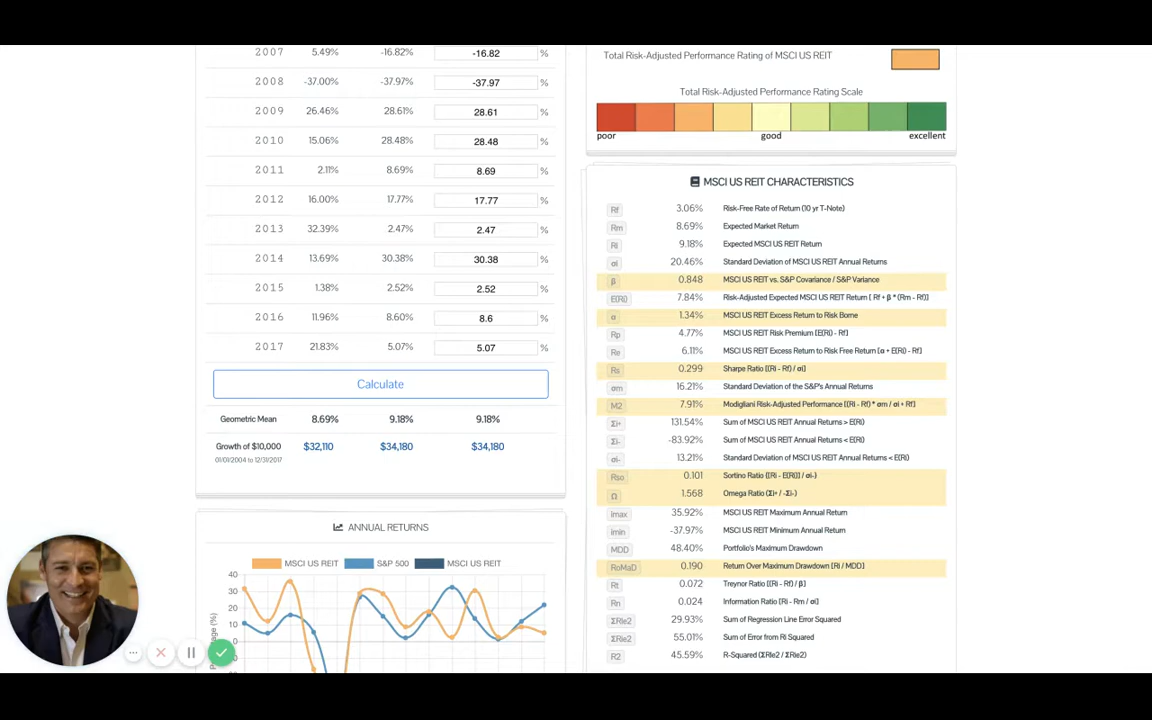 2007 5.49% -16.82% -16.82 %
2008 -37.00% -37.97% -37.97 %
2009 26.46% 28.61% 28.61 %
2010 15.06% 28.48% 28.48 %
2011 2.11% 8.69% 8.69 %
2012 16.00% 17.77% 17.77 %
2013 32.39% 2.47% 2.47 %
2014 13.69% 30.38% 30.38 %
2015 1.38% 2.52% 2.52 %
2016 11.96% 8.60% 8.6 %
2017 21.83% 5.07% 5.07 %
Calculate
Geometric Mean 8.69% 9.18% 9.18%
Growth of $10,000 $32,110 $34,180 $34,180
01/01/2004 to 12/31/2017
ANNUAL RETURNS
MSCI US REIT S&P 500 MSCI US REIT
40
30
20
10
0
(%)
Total Risk-Adjusted Performance Rating of MSCI US REIT
Total Risk-Adjusted Performance Rating Scale
poor good excellent
MSCI US REIT CHARACTERISTICS
Rf 3.06% Risk-Free Rate of Return (10 yr T-Note)
Rm 8.69% Expected Market Return
Ri 9.18% Expected MSCI US REIT Return
σi 20.46% Standard Deviation of MSCI US REIT Annual Returns
β 0.848 MSCI US REIT vs. S&P Covariance / S&P Variance
E(Ri) 7.84% Risk-Adjusted Expected MSCI US REIT Return [ Rf + β * (Rm - Rf)]
α 1.34% MSCI US REIT Excess Return to Risk Borne
Rp 4.77% MSCI US REIT Risk Premium [E(Ri) - Rf]
Re 6.11% MSCI US REIT Excess Return to Risk Free Return [α + E(Ri) - Rf]
Rs 0.299 Sharpe Ratio [(Ri - Rf) / σi]
σm 16.21% Standard Deviation of the S&P's Annual Returns
M2 7.91% Modigliani Risk-Adjusted Performance [(Ri - Rf) * σm / σi + Rf]
Σi+ 131.54% Sum of MSCI US REIT Annual Returns > E(Ri)
Σi- -83.92% Sum of MSCI US REIT Annual Returns < E(Ri)
σi- 13.21% Standard Deviation of MSCI US REIT Annual Returns < E(Ri)
Rso 0.101 Sortino Ratio [(Ri - E(Ri)) / σi-]
Ω 1.568 Omega Ratio (Σi+ / -Σi-)
imax 35.92% MSCI US REIT Maximum Annual Return
imin -37.97% MSCI US REIT Minimum Annual Return
MDD 48.40% Portfolio's Maximum Drawdown
RoMaD 0.190 Return Over Maximum Drawdown [Ri / MDD]
Rt 0.072 Treynor Ratio [(Ri - Rf) / β]
Rn 0.024 Information Ratio [Ri - Rm / σi]
ΣRle2 29.93% Sum of Regression Line Error Squared
ΣRie2 55.01% Sum of Error from Ri Squared
R2 45.59% R-Squared (ΣRle2 / ΣRie2)